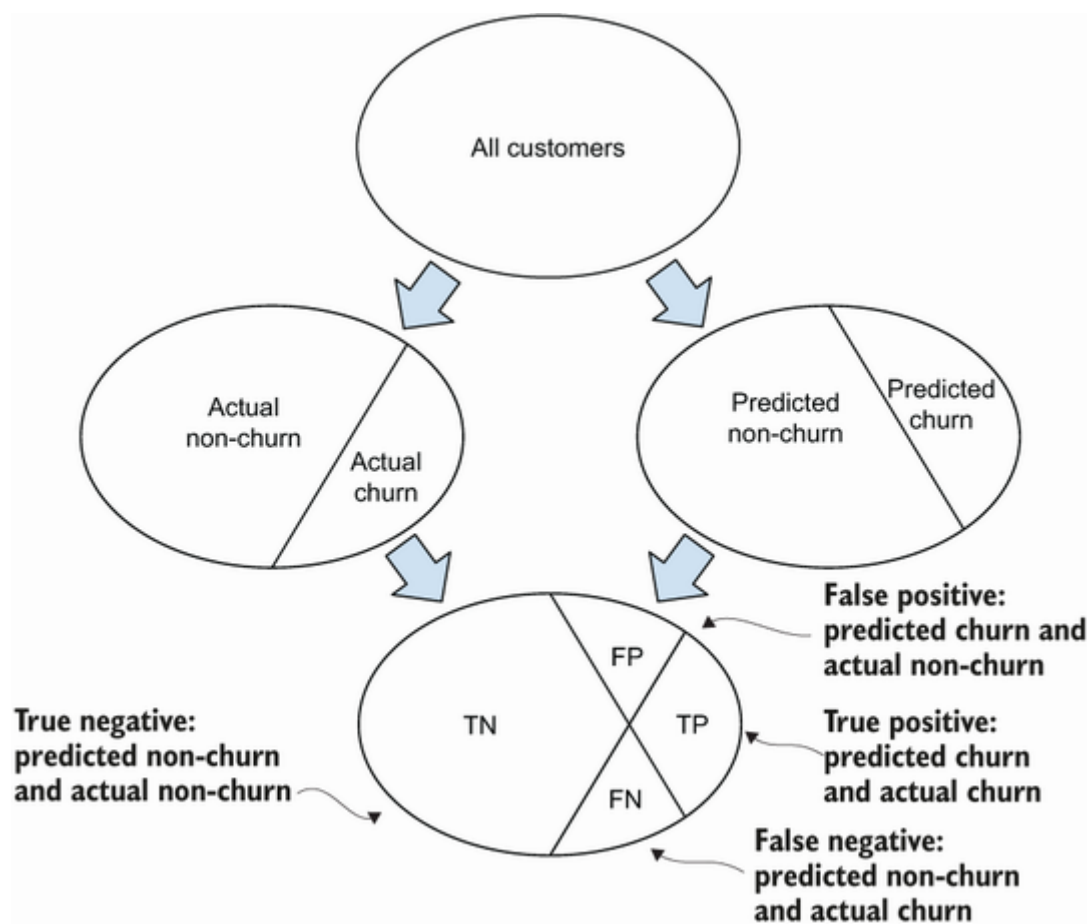 All customers
Actual
non-churn
Actual
churn
Predicted
non-churn
Predicted
churn
False positive:
predicted churn and
actual non-churn
FP
TN
TP
True negative:
predicted non-churn
and actual non-churn
True positive:
predicted churn
and actual churn
FN
False negative:
predicted non-churn
and actual churn